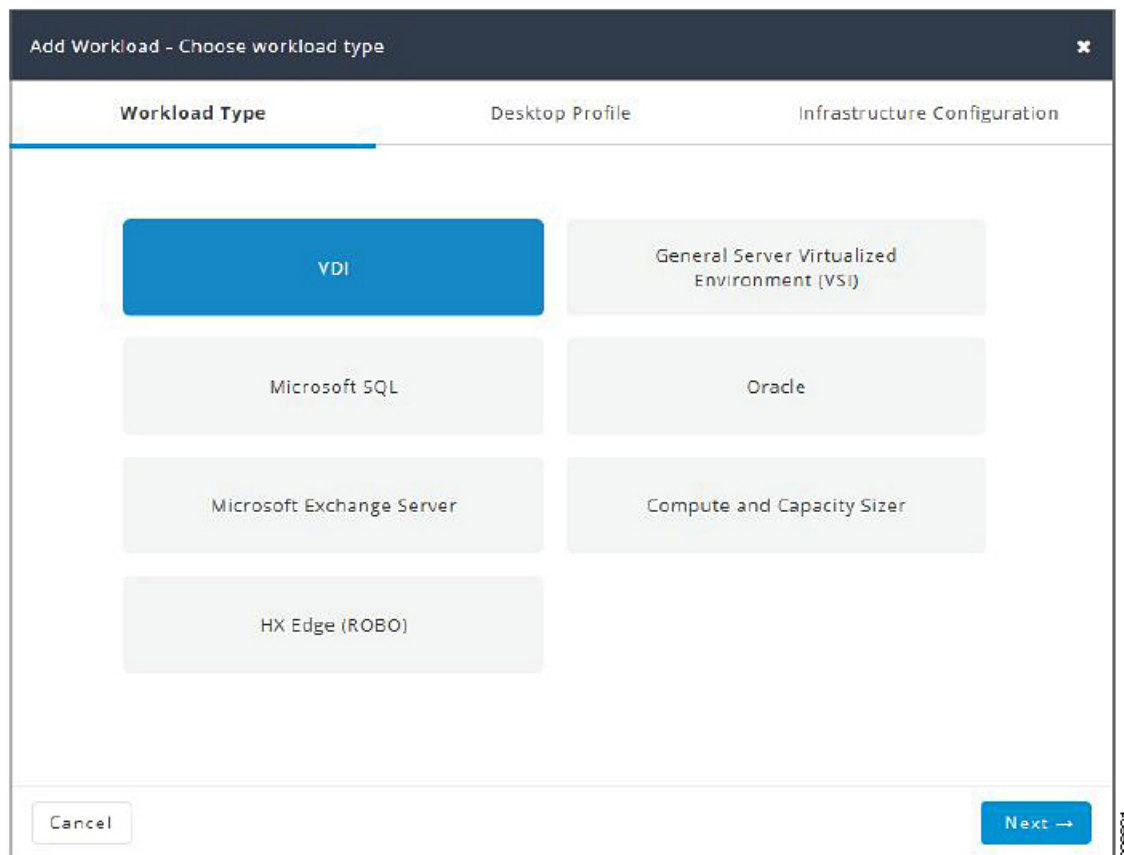 Add Workload - Choose workload type
Workload Type
Desktop Profile
Infrastructure Configuration
VDI
General Server Virtualized
Environment (VSI)
Microsoft SQL
Oracle
Microsoft Exchange Server
Compute and Capacity Sizer
HX Edge (ROBO)
Cancel
Next →